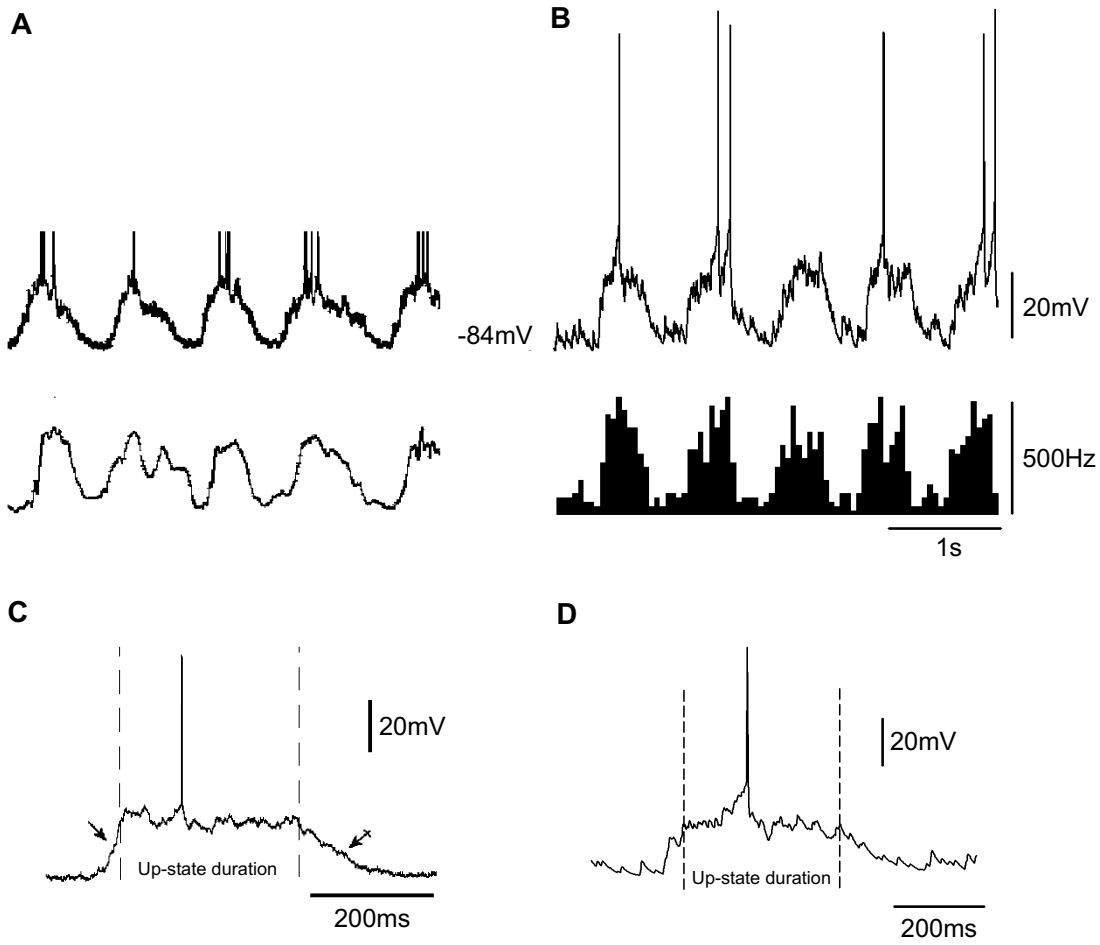 A
B
-84mV
20mV
500Hz
1s
C
D
20mV
20mV
Up-state duration
Up-state duration
200ms
200ms